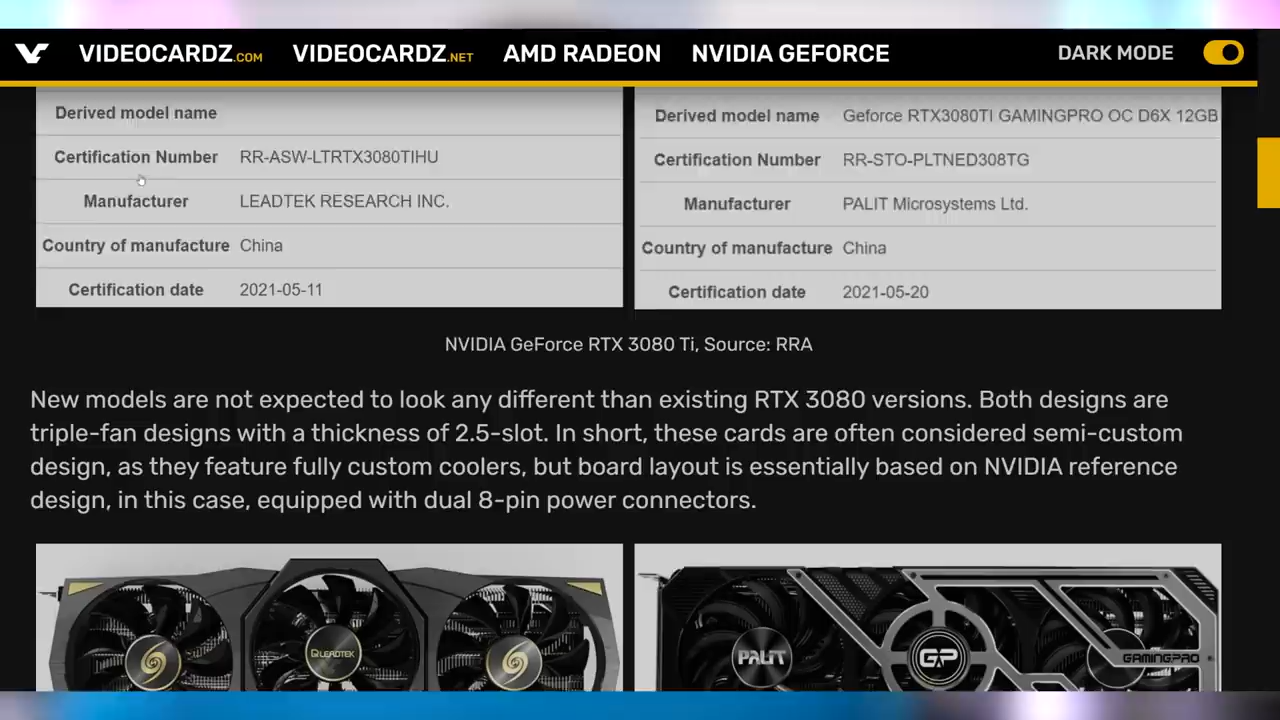 VIDEOCARDZ.COM VIDEOCARDZ.NET AMD RADEON NVIDIA GEFORCE DARK MODE
Derived model name
Certification Number RR-ASW-LTRTX3080TIHU
Manufacturer LEADTEK RESEARCH INC.
Country of manufacture China
Certification date 2021-05-11
Derived model name Geforce RTX3080TI GAMINGPRO OC D6X 12GB
Certification Number RR-STO-PLTNED308TG
Manufacturer PALIT Microsystems Ltd.
Country of manufacture China
Certification date 2021-05-20
NVIDIA GeForce RTX 3080 Ti, Source: RRA
New models are not expected to look any different than existing RTX 3080 versions. Both designs are
triple-fan designs with a thickness of 2.5-slot. In short, these cards are often considered semi-custom
design, as they feature fully custom coolers, but board layout is essentially based on NVIDIA reference
design, in this case, equipped with dual 8-pin power connectors.
LEADTEK
PALIT
GP
GAMINGPRO